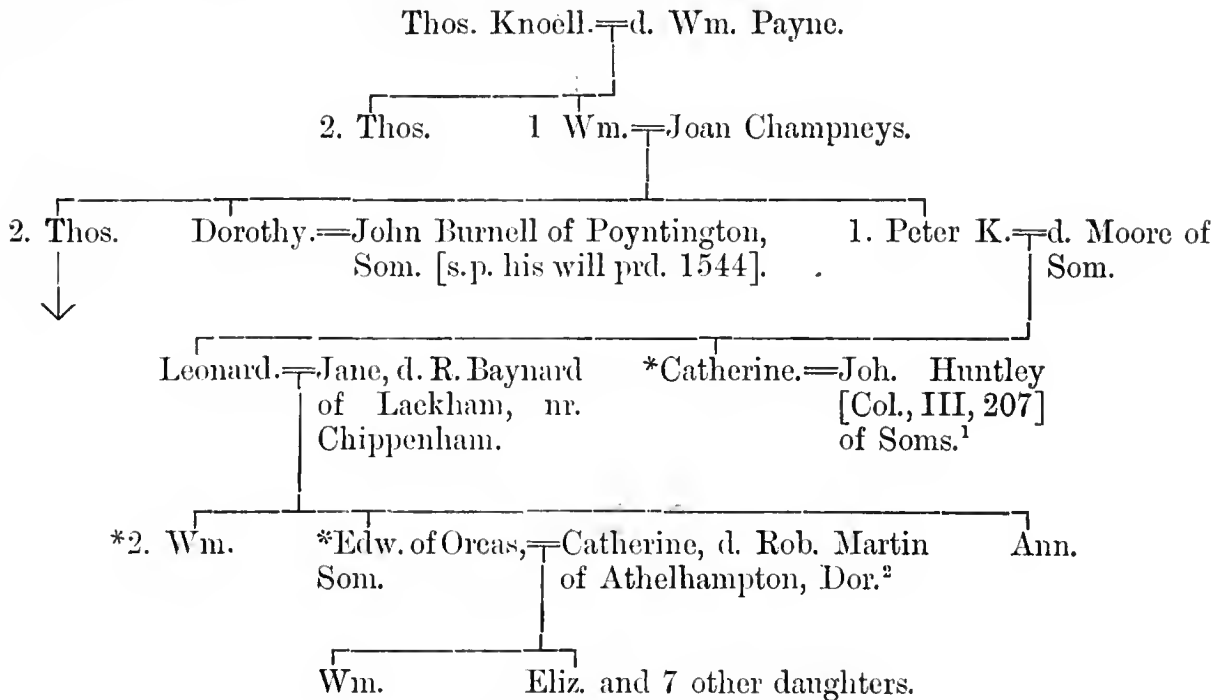 Thos. Knoell.=d. Wm. Payne.
2. Thos. 1 Wm.=Joan Champneys.
2. Thos. Dorothy.=John Burnell of Poyntington, 1. Peter K.=d. Moore of
Som. [s.p. his will prd. 1544]. Som.
Leonard.=Jane, d. R. Baynard *Catherine.=Joh. Huntley
of Lackham, nr. [Col., III, 207]
Chippenham. of Soms.¹
*2. Wm. *Edw. of Orcas,=Catherine, d. Rob. Martin Ann.
Som. of Athelhampton, Dor.²
Wm. Eliz. and 7 other daughters.